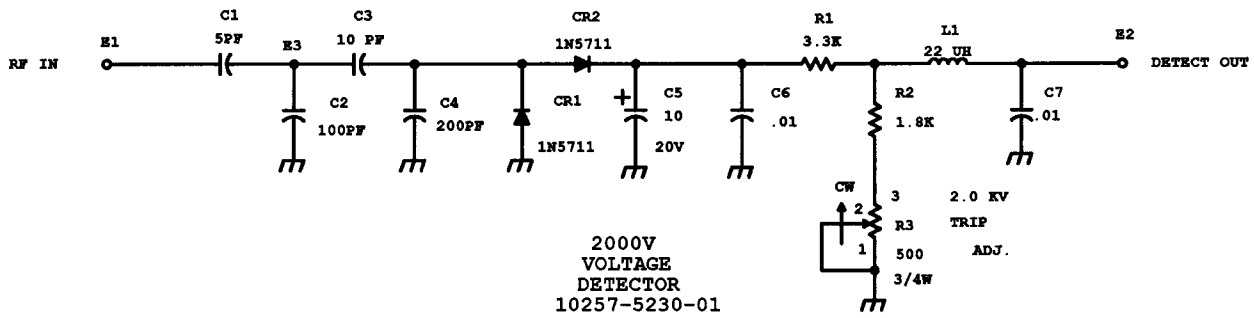 RF IN
E1
C1
5PF
E3
C2
100PF
C3
10 PF
C4
200PF
CR2
1N5711
CR1
1N5711
+
C5
10
20V
C6
.01
R1
3.3K
R2
1.8K
L1
22 UH
C7
.01
E2
DETECT OUT
CW
2
3
1
R3
500
3/4W
2.0 KV
TRIP
ADJ.
2000V
VOLTAGE
DETECTOR
10257-5230-01